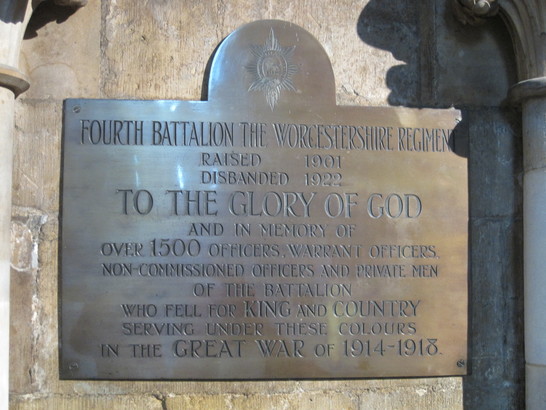 FOURTH BATTALION THE WORCESTERSHIRE REGIMENT
RAISED 1901
DISBANDED 1922
TO THE GLORY OF GOD
AND IN MEMORY OF
OVER 1500 OFFICERS, WARRANT OFFICERS,
NON-COMMISSIONED OFFICERS AND PRIVATE MEN
OF THE BATTALION
WHO FELL FOR KING AND COUNTRY
SERVING UNDER THESE COLOURS
IN THE GREAT WAR OF 1914-1918.